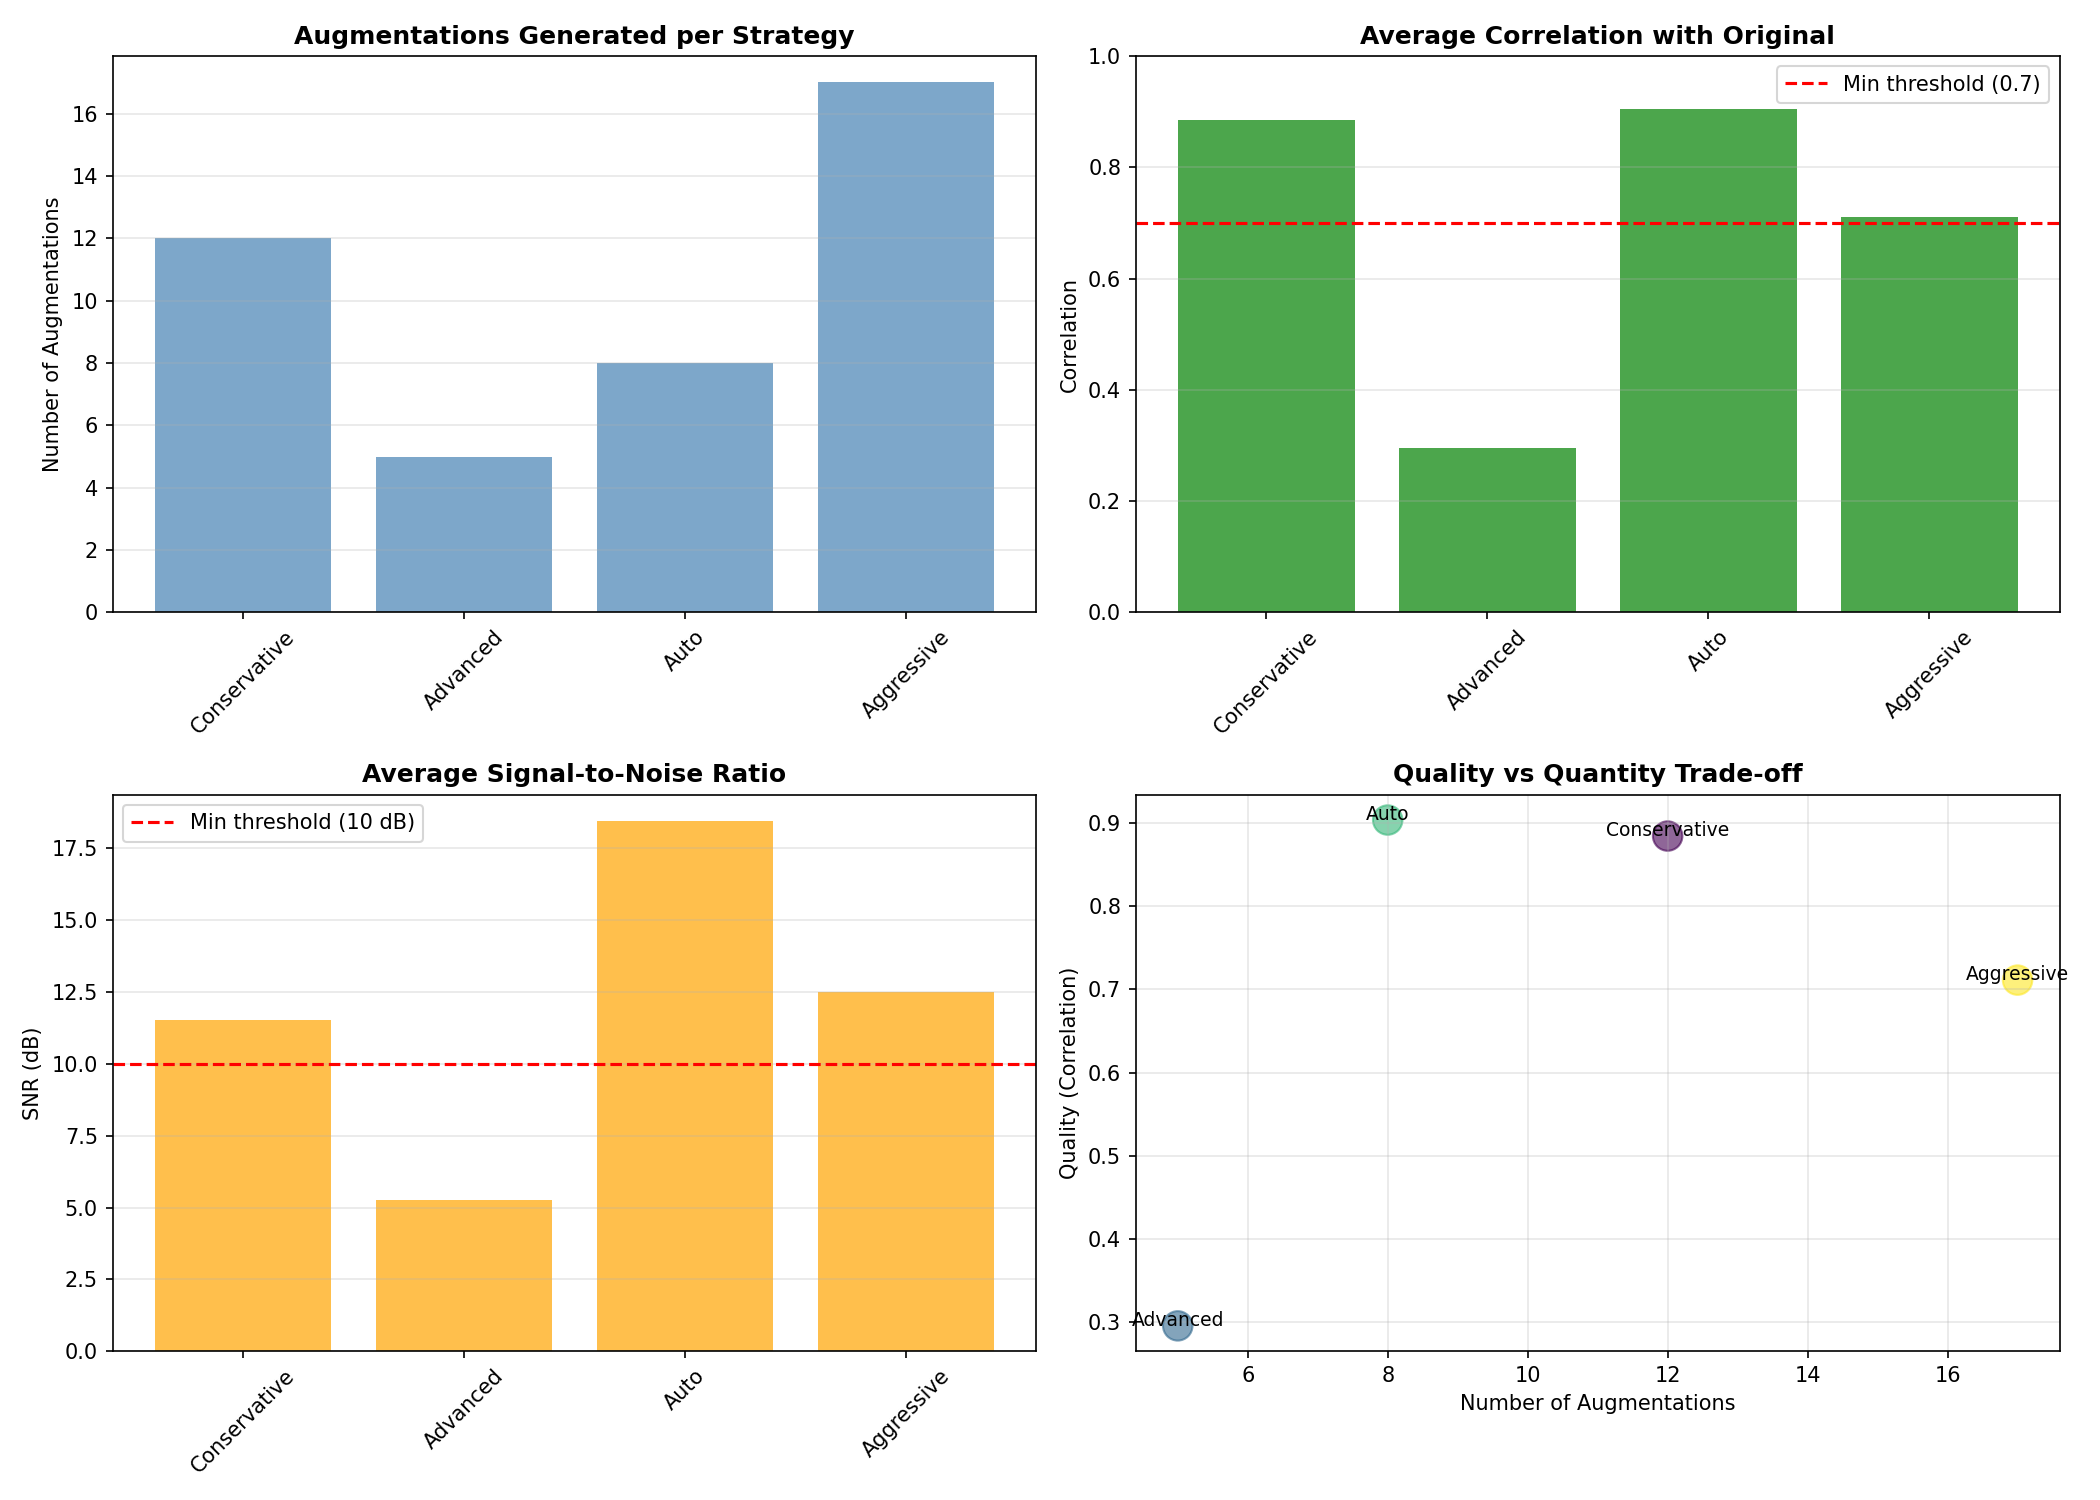 Augmentations Generated per Strategy
Number of Augmentations
16
14
12
10
8
6
4
2
0
Conservative
Advanced
Auto
Aggressive
Average Correlation with Original
Min threshold (0.7)
Correlation
1.0
0.8
0.6
0.4
0.2
0.0
Conservative
Advanced
Auto
Aggressive
Average Signal-to-Noise Ratio
Min threshold (10 dB)
SNR (dB)
17.5
15.0
12.5
10.0
7.5
5.0
2.5
0.0
Conservative
Advanced
Auto
Aggressive
Quality vs Quantity Trade-off
Quality (Correlation)
0.9
0.8
0.7
0.6
0.5
0.4
0.3
Auto
Conservative
Aggressive
Advanced
6
8
10
12
14
16
Number of Augmentations